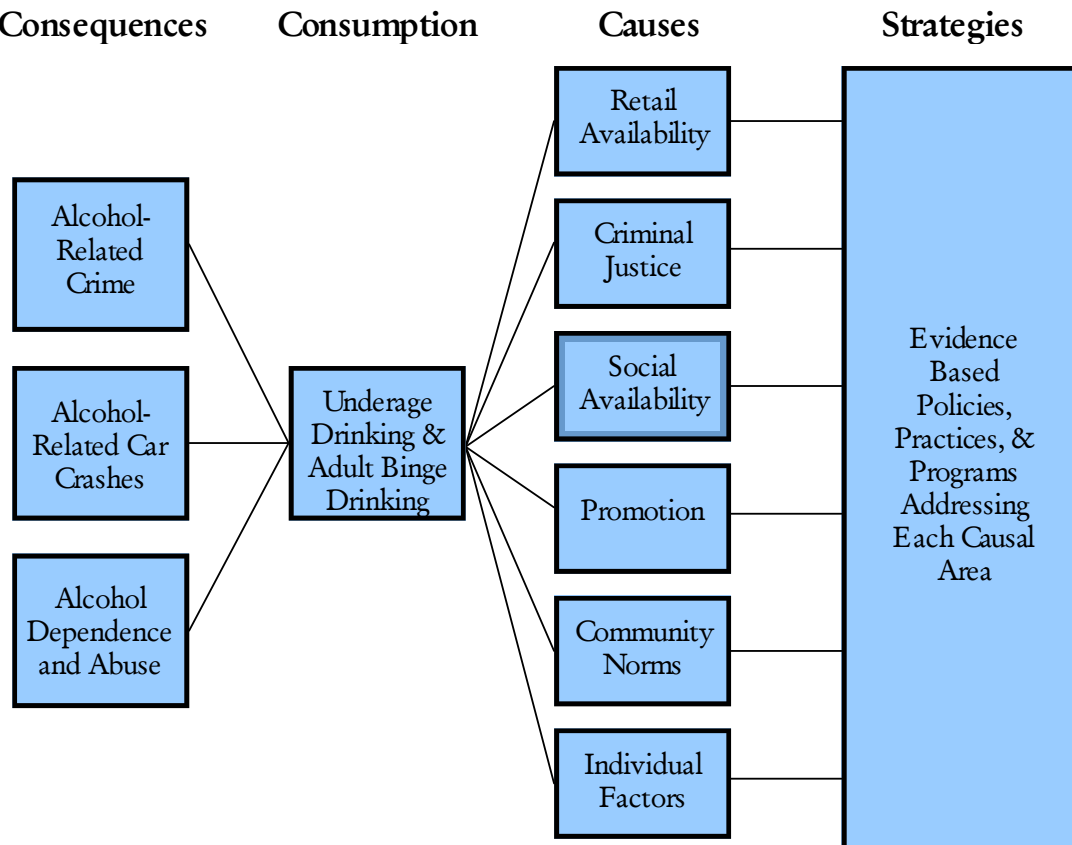 Consequences
Consumption
Causes
Strategies
Alcohol-
Related
Crime
Alcohol-
Related Car
Crashes
Alcohol
Dependence
and Abuse
Underage
Drinking &
Adult Binge
Drinking
Retail
Availability
Criminal
Justice
Social
Availability
Promotion
Community
Norms
Individual
Factors
Evidence
Based
Policies,
Practices, &
Programs
Addressing
Each Causal
Area